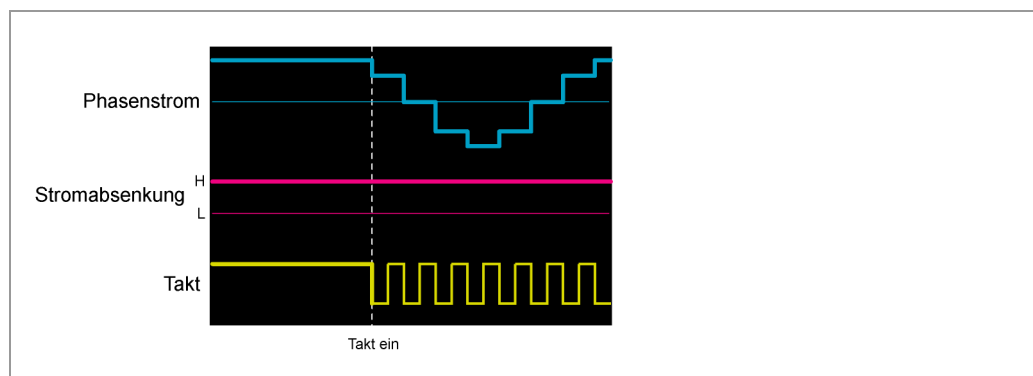 Phasenstrom
H
Stromabsenkung
L
Takt
Takt ein